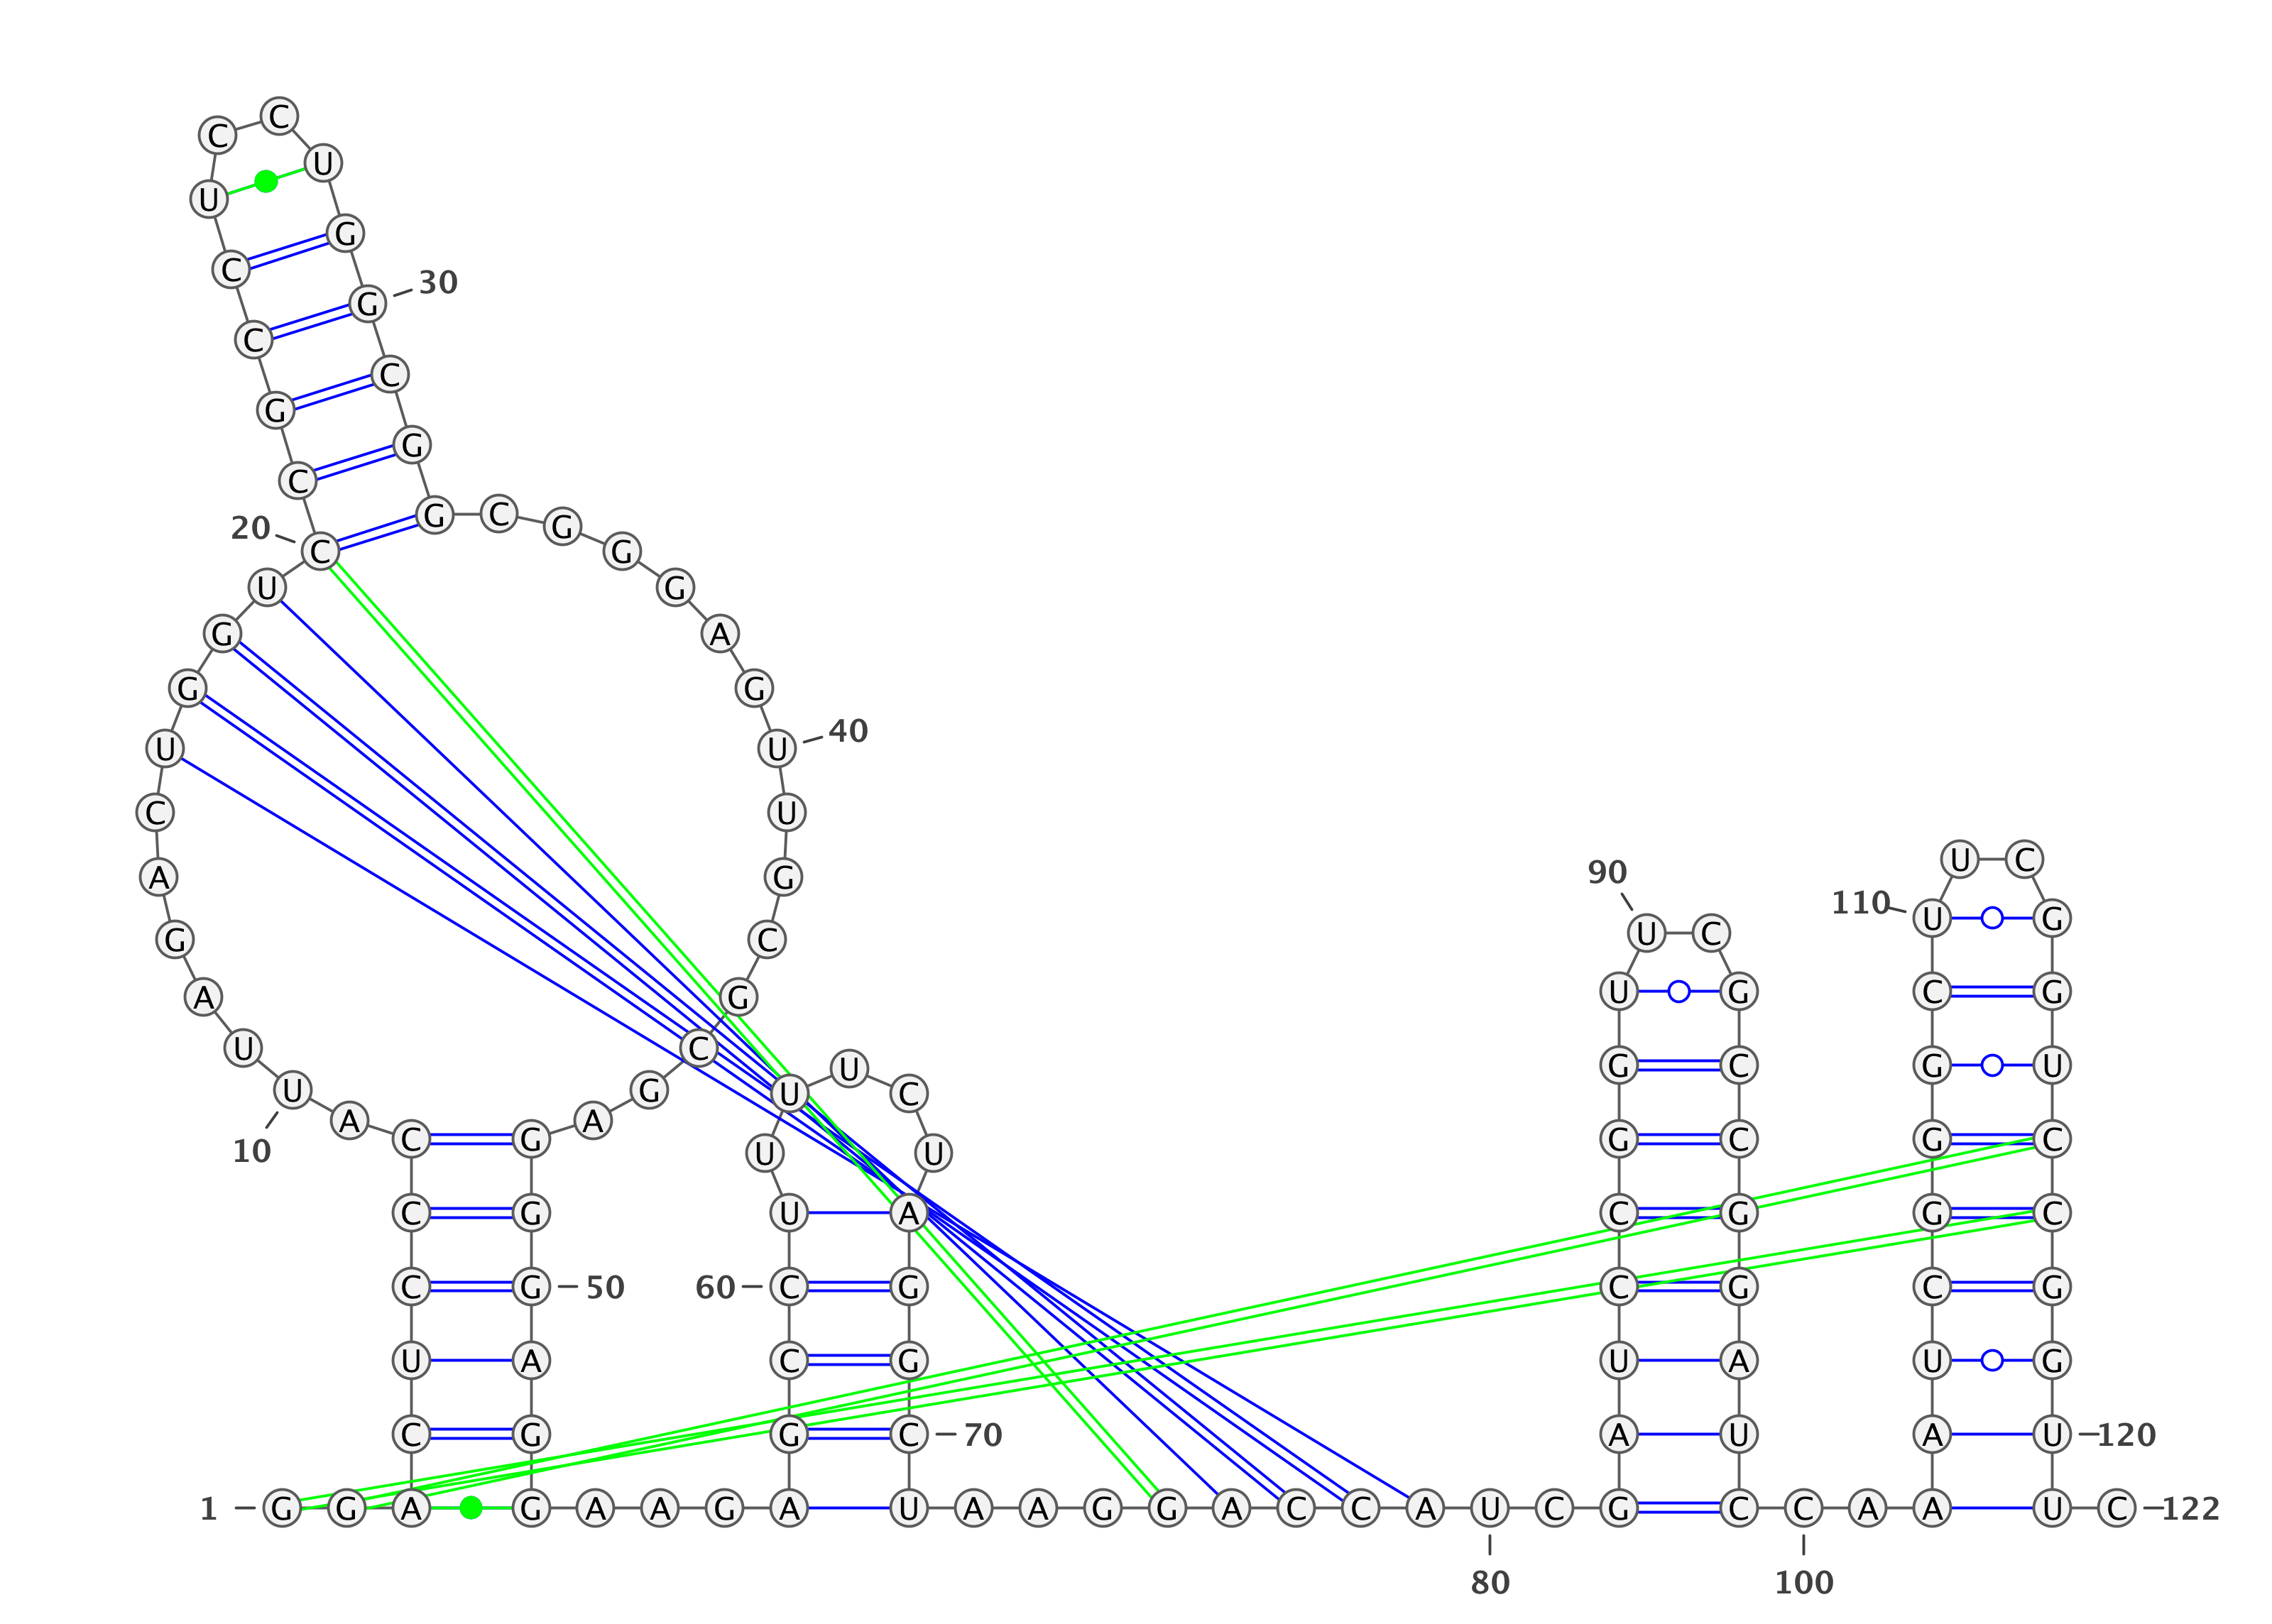 C C
U
U
G
C
G 30
C
C
G
G
C
20 G C G
C G
U G
G A
G G
U U 40
C U
U C
A G 90
110 U G
G C U C
U G C G
A G
U C
U U C G C G U
U G
A A
C G G C G C
10 U U
C G U A C G G C
C G 50 60 C G C G C G
U A C G U A U G
C G G C 70 A U A U 120
1 G G A G A A G A U A A G G A C C A U C G C C A A U C 122
80 100